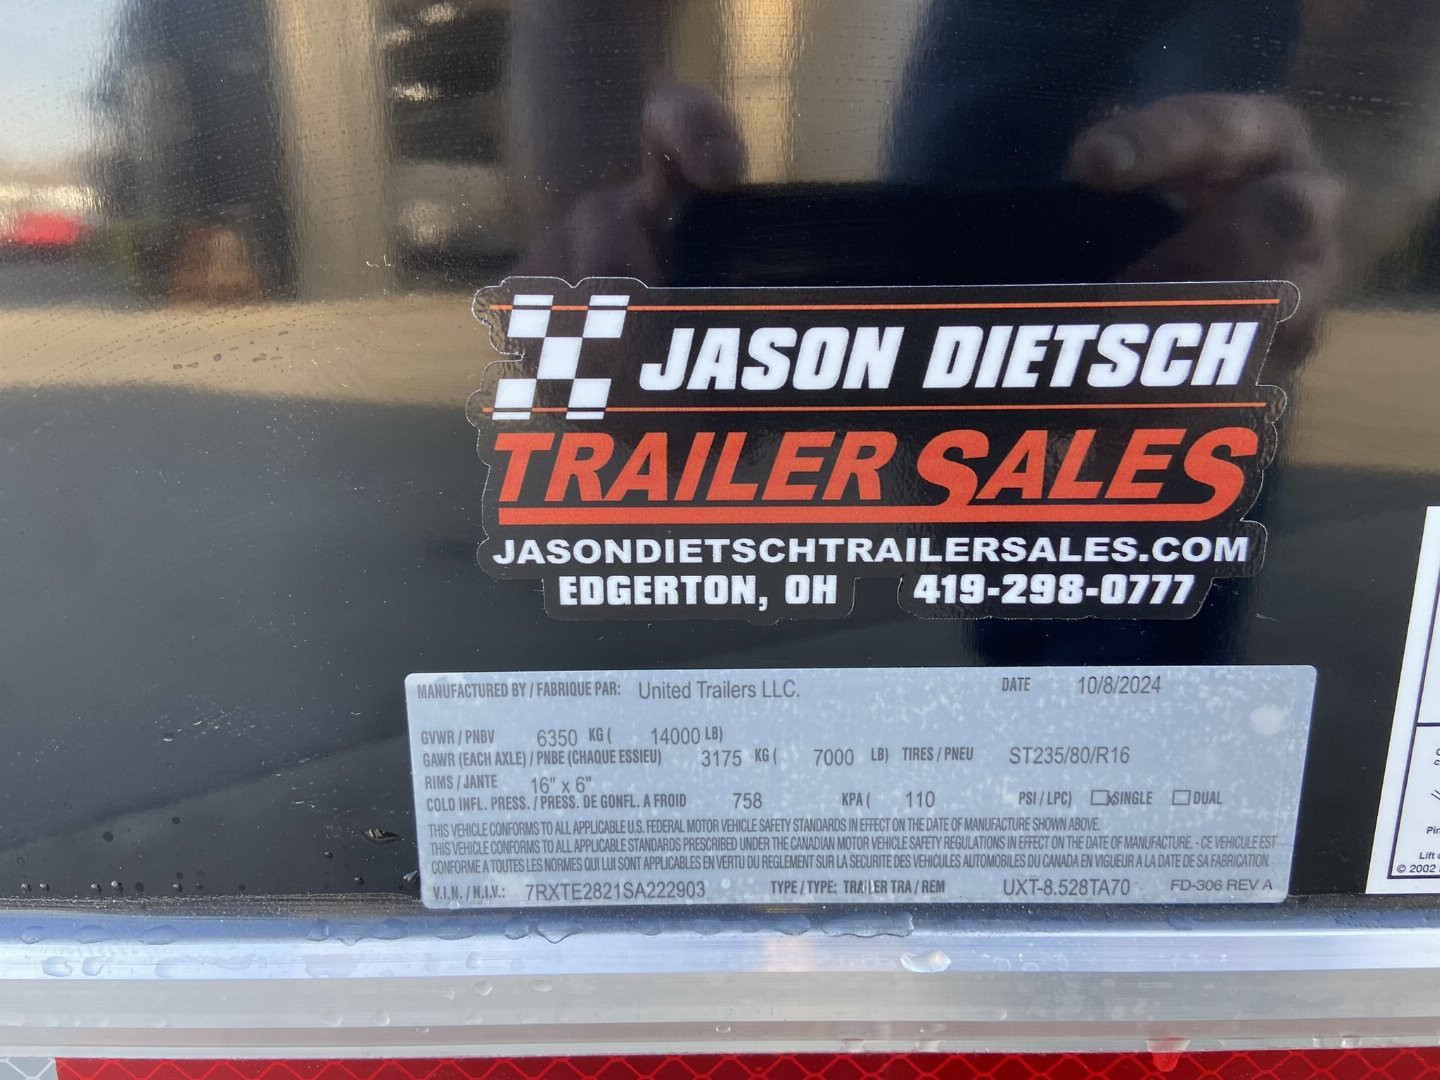 JASON DIETSCH
TRAILER SALES
JASONDIETSCHTRAILERSALES.COM
EDGERTON, OH 419-298-0777
MANUFACTURED BY / FABRIQUE PAR: United Trailers LLC. DATE 10/8/2024
GVWR / PNBV 6350 KG ( 14000 LB)
GAWR (EACH AXLE) / PNBE (CHAQUE ESSIEU) 3175 KG ( 7000 LB) TIRES / PNEU ST235/80/R16
RIMS / JANTE 16" x 6"
COLD INFL. PRESS. / PRESS. DE GONFL. A FROID 758 KPA ( 110 PSI / LPC) X SINGLE DUAL
THIS VEHICLE CONFORMS TO ALL APPLICABLE U.S. FEDERAL MOTOR VEHICLE SAFETY STANDARDS IN EFFECT ON THE DATE OF MANUFACTURE SHOWN ABOVE.
THIS VEHICLE CONFORMS TO ALL APPLICABLE STANDARDS PRESCRIBED UNDER THE CANADIAN MOTOR VEHICLE SAFETY REGULATIONS IN EFFECT ON THE DATE OF MANUFACTURE. - CE VEHICULE EST
CONFORME A TOUTES LES NORMES QUI LUI SONT APPLICABLES EN VERTU DU REGLEMENT SUR LA SECURITE DES VEHICULES AUTOMOBILES DU CANADA EN VIGUEUR A LA DATE DE SA FABRICATION.
V.I.N. / N.I.V.: 7RXTE2821SA222903 TYPE / TYPE: TRAILER TRA / REM UXT-8.528TA70 FD-306 REV A
Lift
© 2002